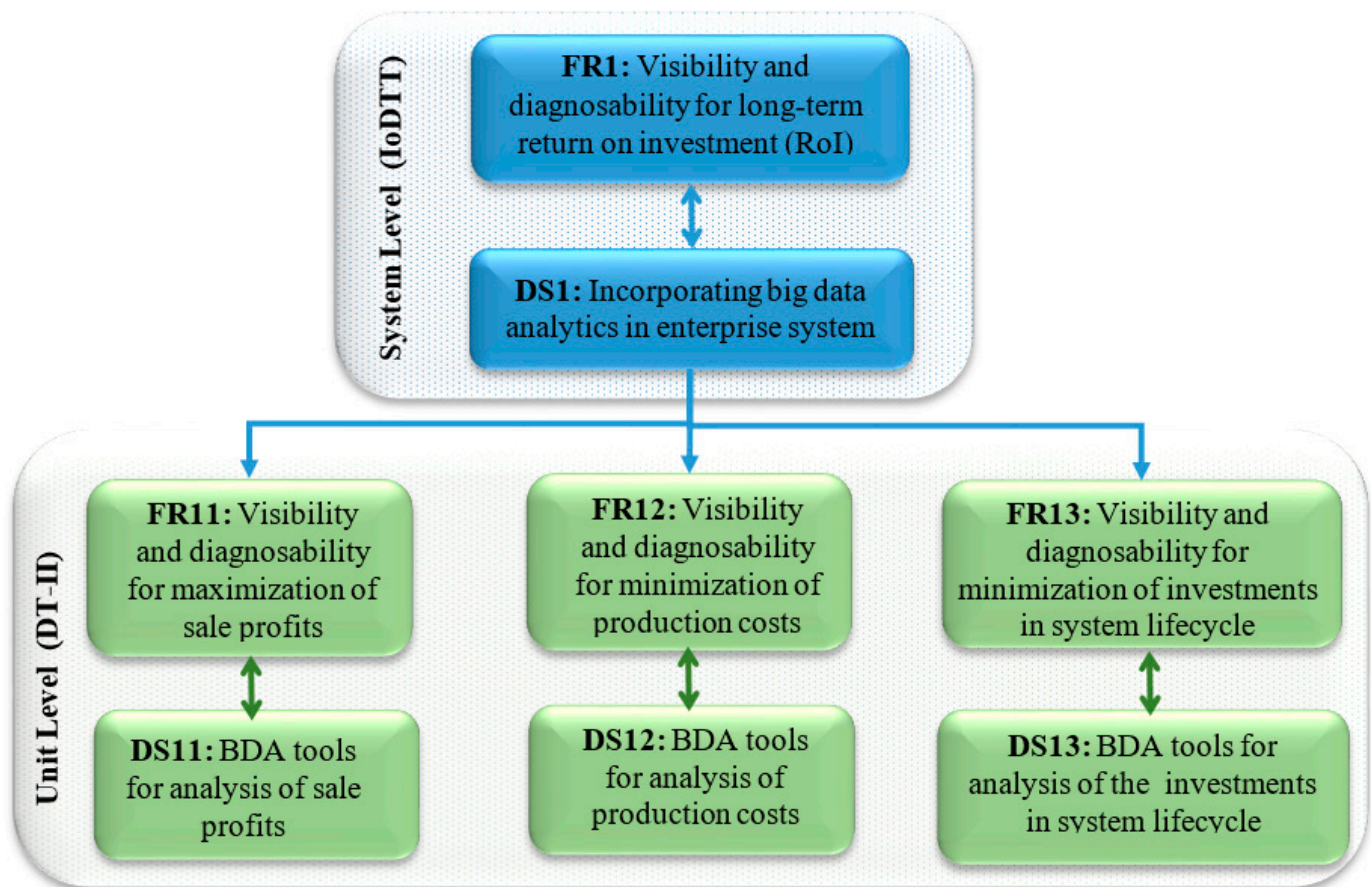 System Level (IoDTT)
FR1: Visibility and
diagnosability for long-term
return on investment (RoI)
DS1: Incorporating big data
analytics in enterprise system
Unit Level (DT-II)
FR11: Visibility
and diagnosability
for maximization of
sale profits
DS11: BDA tools
for analysis of sale
profits
FR12: Visibility
and diagnosability
for minimization of
production costs
DS12: BDA tools
for analysis of
production costs
FR13: Visibility and
diagnosability for
minimization of investments
in system lifecycle
DS13: BDA tools for
analysis of the investments
in system lifecycle